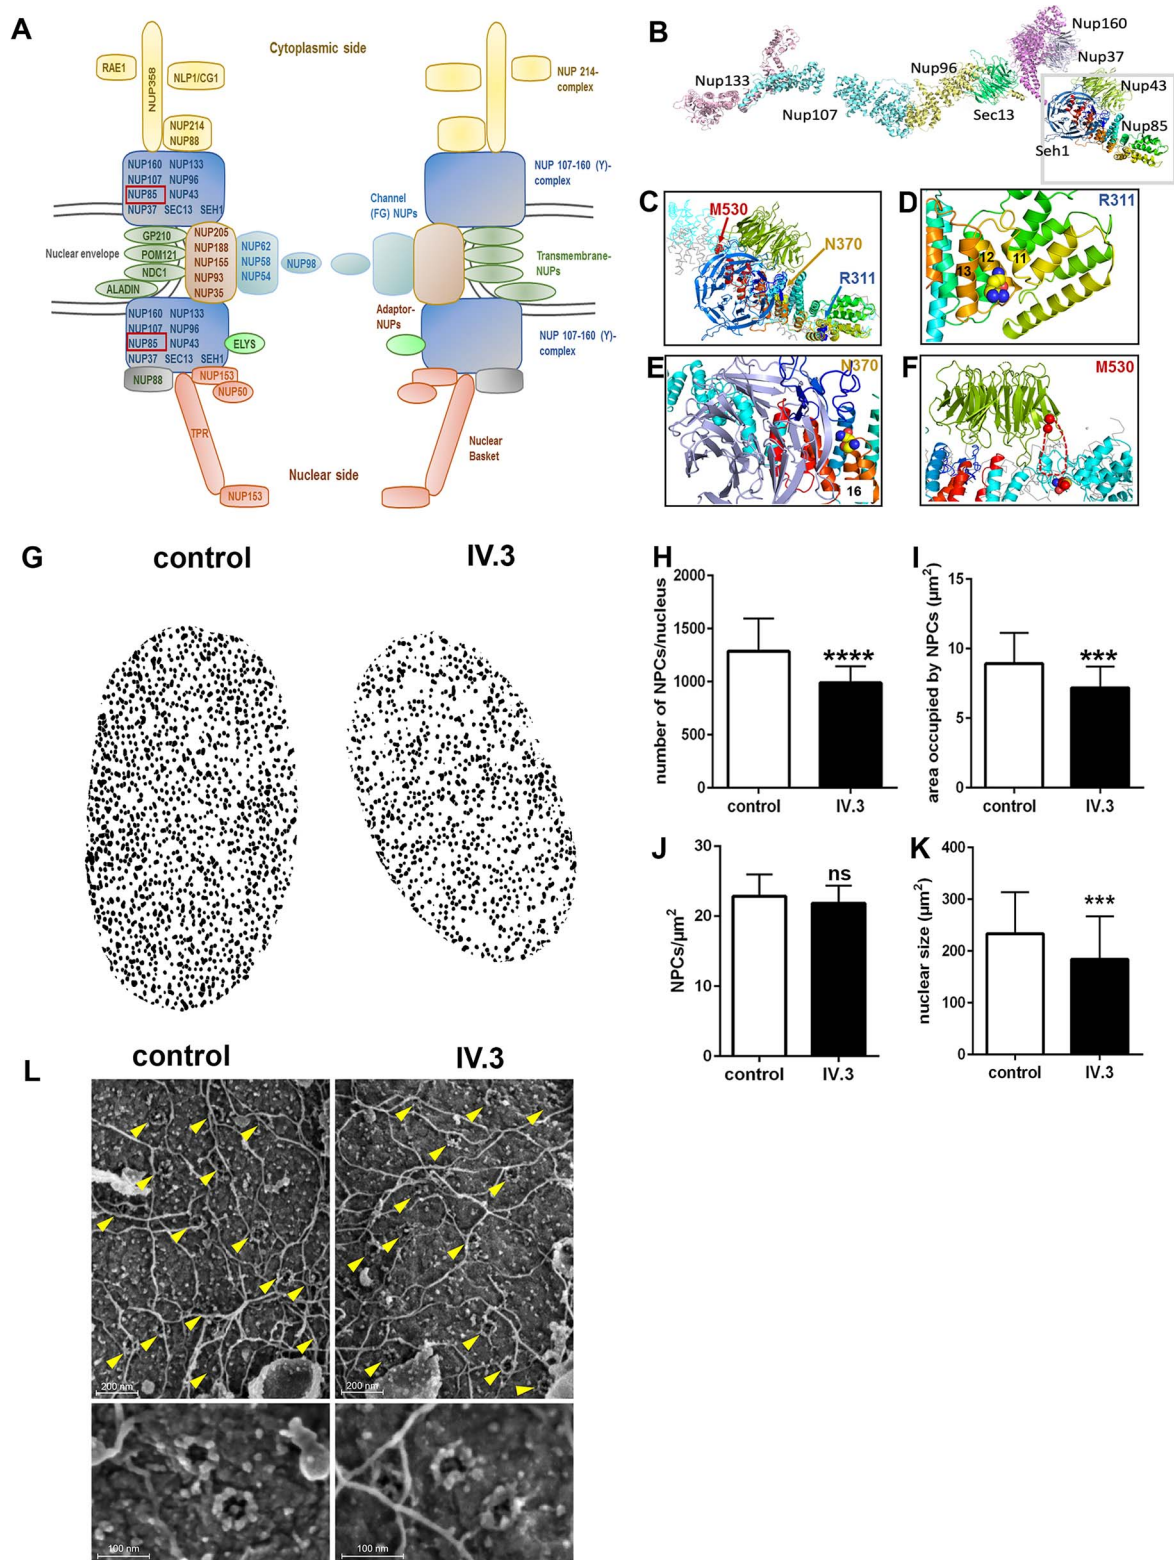 A
Cytoplasmic side
RAE1
NUP358
NLP1/CG1
NUP 214-
complex
NUP214
NUP88
NUP160 NUP133
NUP107 NUP96
NUP85 NUP43
NUP37 SEC13 SEH1
NUP 107-160 (Y)-
complex
Channel
(FG) NUPs
Nuclear envelope
GP210
POM121
NDC1
ALADIN
NUP205
NUP188
NUP155
NUP93
NUP35
NUP62
NUP58
NUP54
NUP98
Transmembrane-
NUPs
Adaptor-
NUPs
NUP160 NUP133
NUP107 NUP96
NUP85 NUP43
NUP37 SEC13 SEH1
ELYS
NUP 107-160 (Y)-
complex
NUP88
NUP153
NUP50
TPR
Nuclear
Basket
Nuclear side
NUP153
B
Nup160
Nup37
Nup133
Nup96
Nup43
Nup107
Sec13
Nup85
Seh1
C
M530
N370
R311
D
R311
12
11
13
E
N370
16
F
M530
G
control
IV.3
H
number of NPCs/nucleus
2000
1500
1000
500
0
****
control
IV.3
I
area occupied by NPCs (µm²)
15
10
5
0
***
control
IV.3
J
NPCs/µm²
30
20
10
0
ns
control
IV.3
K
nuclear size (µm²)
400
300
200
100
0
***
control
IV.3
L
control
IV.3
200 nm
200 nm
100 nm
100 nm